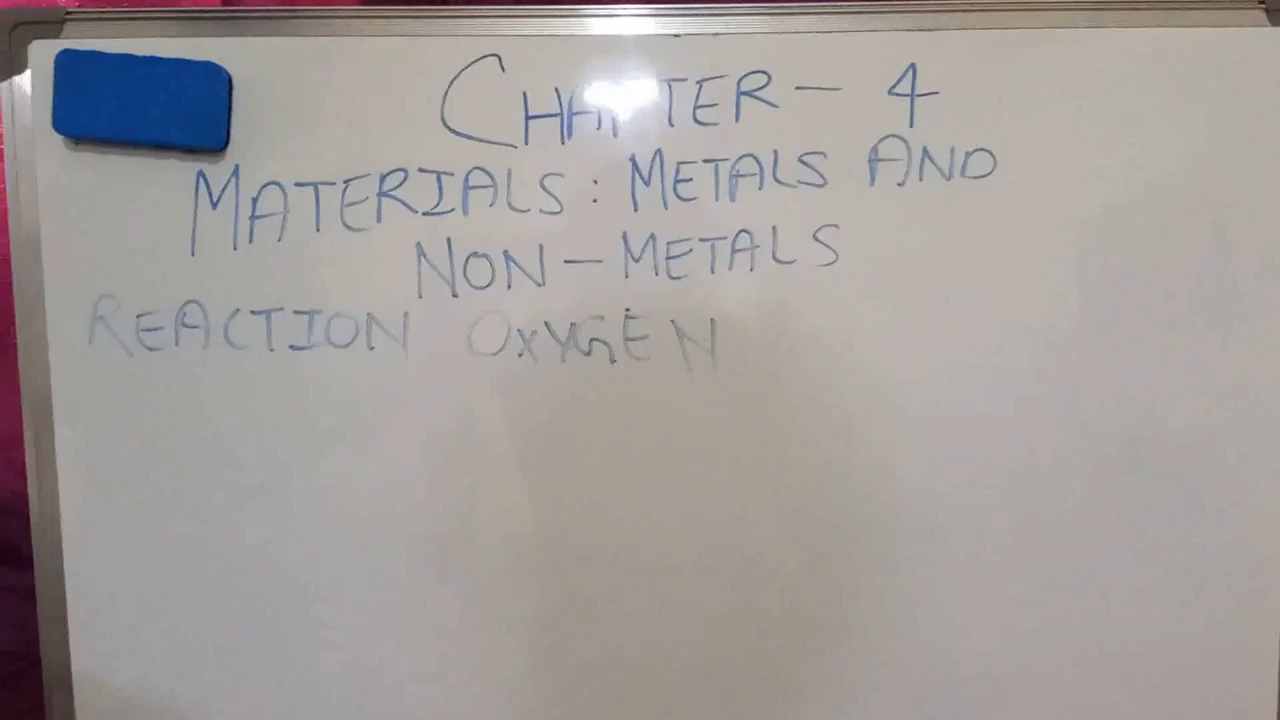 CHAPTER - 4
MATERIALS: METALS AND
NON - METALS
REACTION OXYGEN